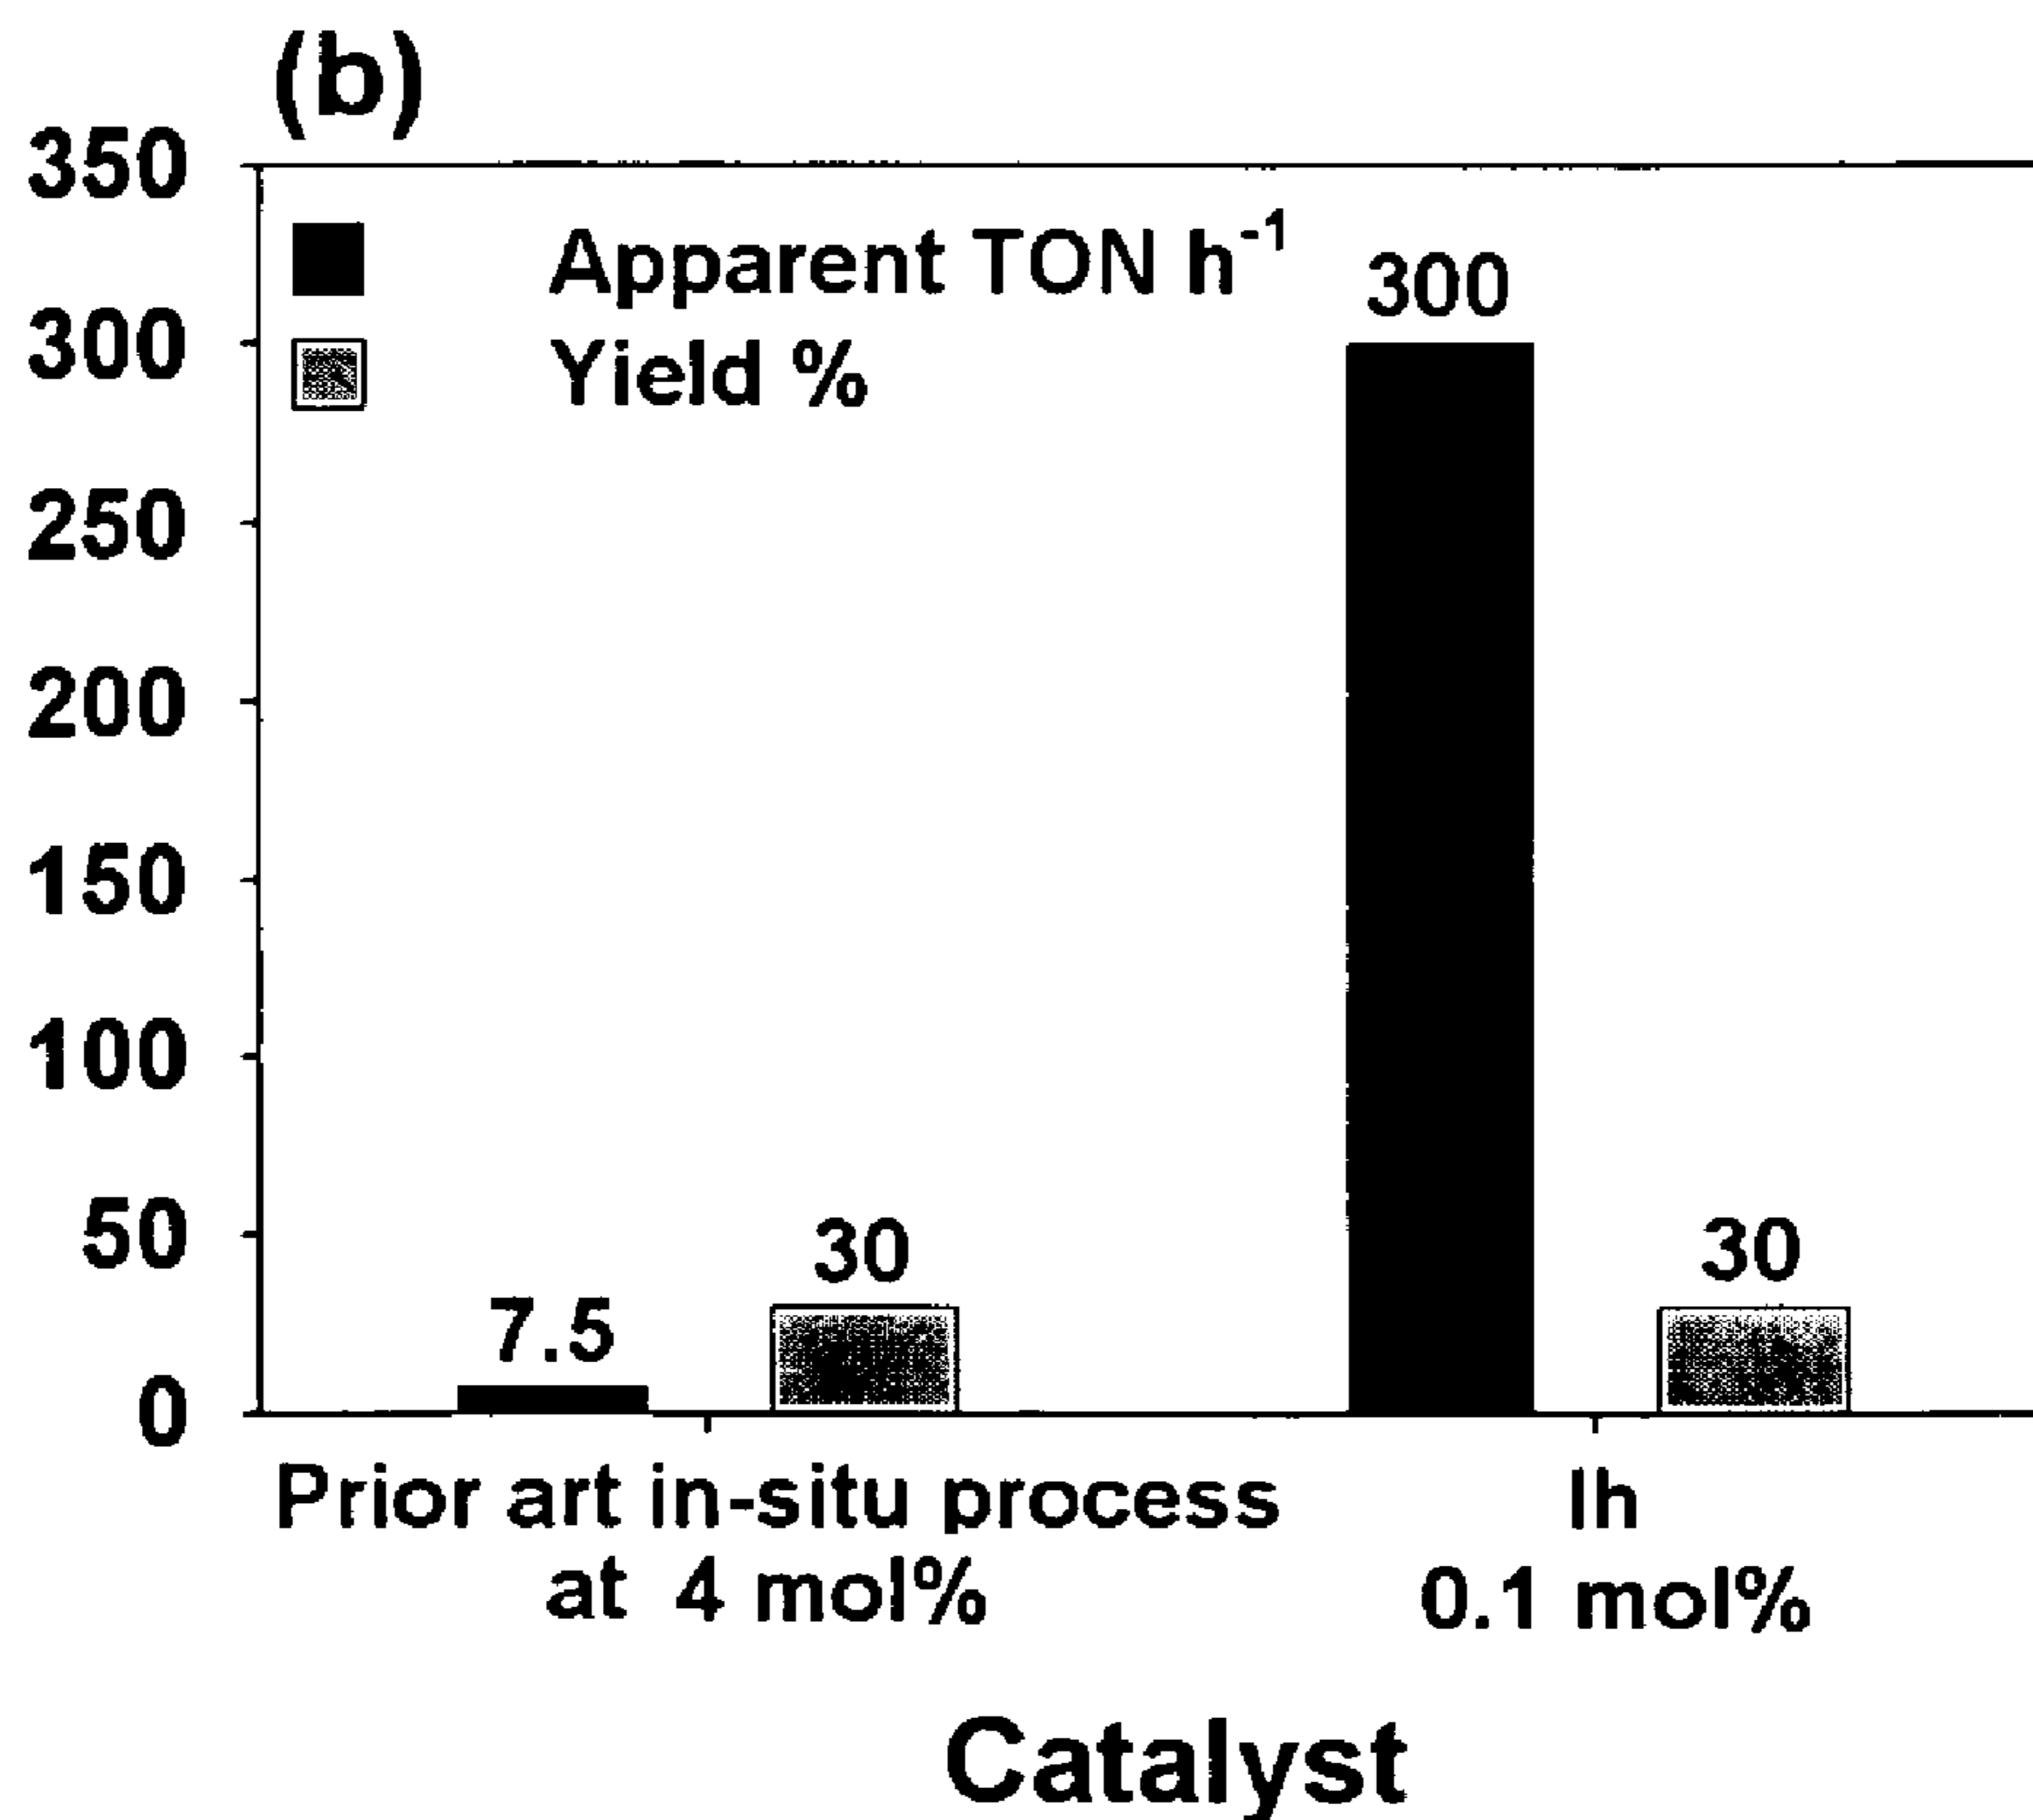 (b)
350
300
250
200
150
100
50
0
Apparent TON h⁻¹
Yield %
300
7.5
30
30
Prior art in-situ process
at 4 mol%
Ih
0.1 mol%
Catalyst